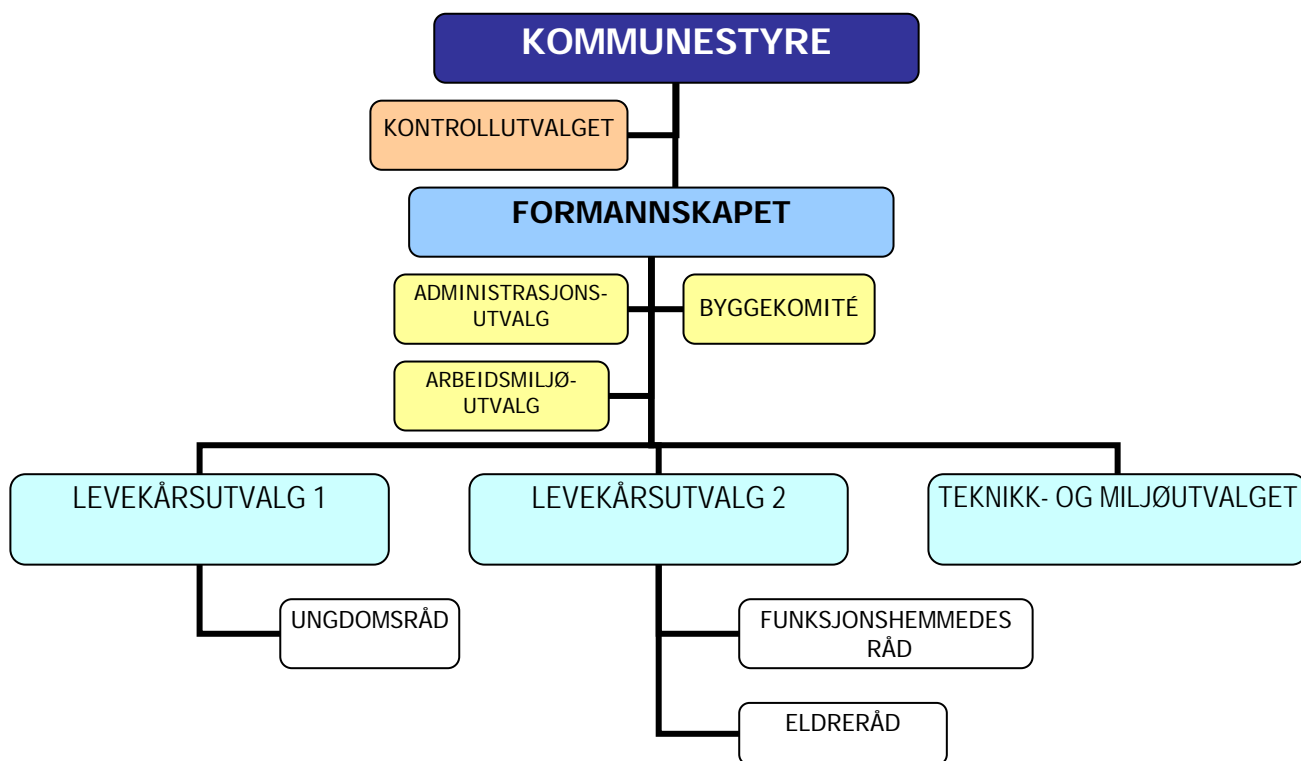 KOMMUNESTYRE
KONTROLLUTVALGET
FORMANNSKAPET
ADMINISTRASJONS-
UTVALG
BYGGEKOMITÉ
ARBEIDSMILJØ-
UTVALG
LEVEKÅRSUTVALG 1
LEVEKÅRSUTVALG 2
TEKNIKK- OG MILJØUTVALGET
UNGDOMSRÅD
FUNKSJONSHEMMEDES
RÅD
ELDRERÅD